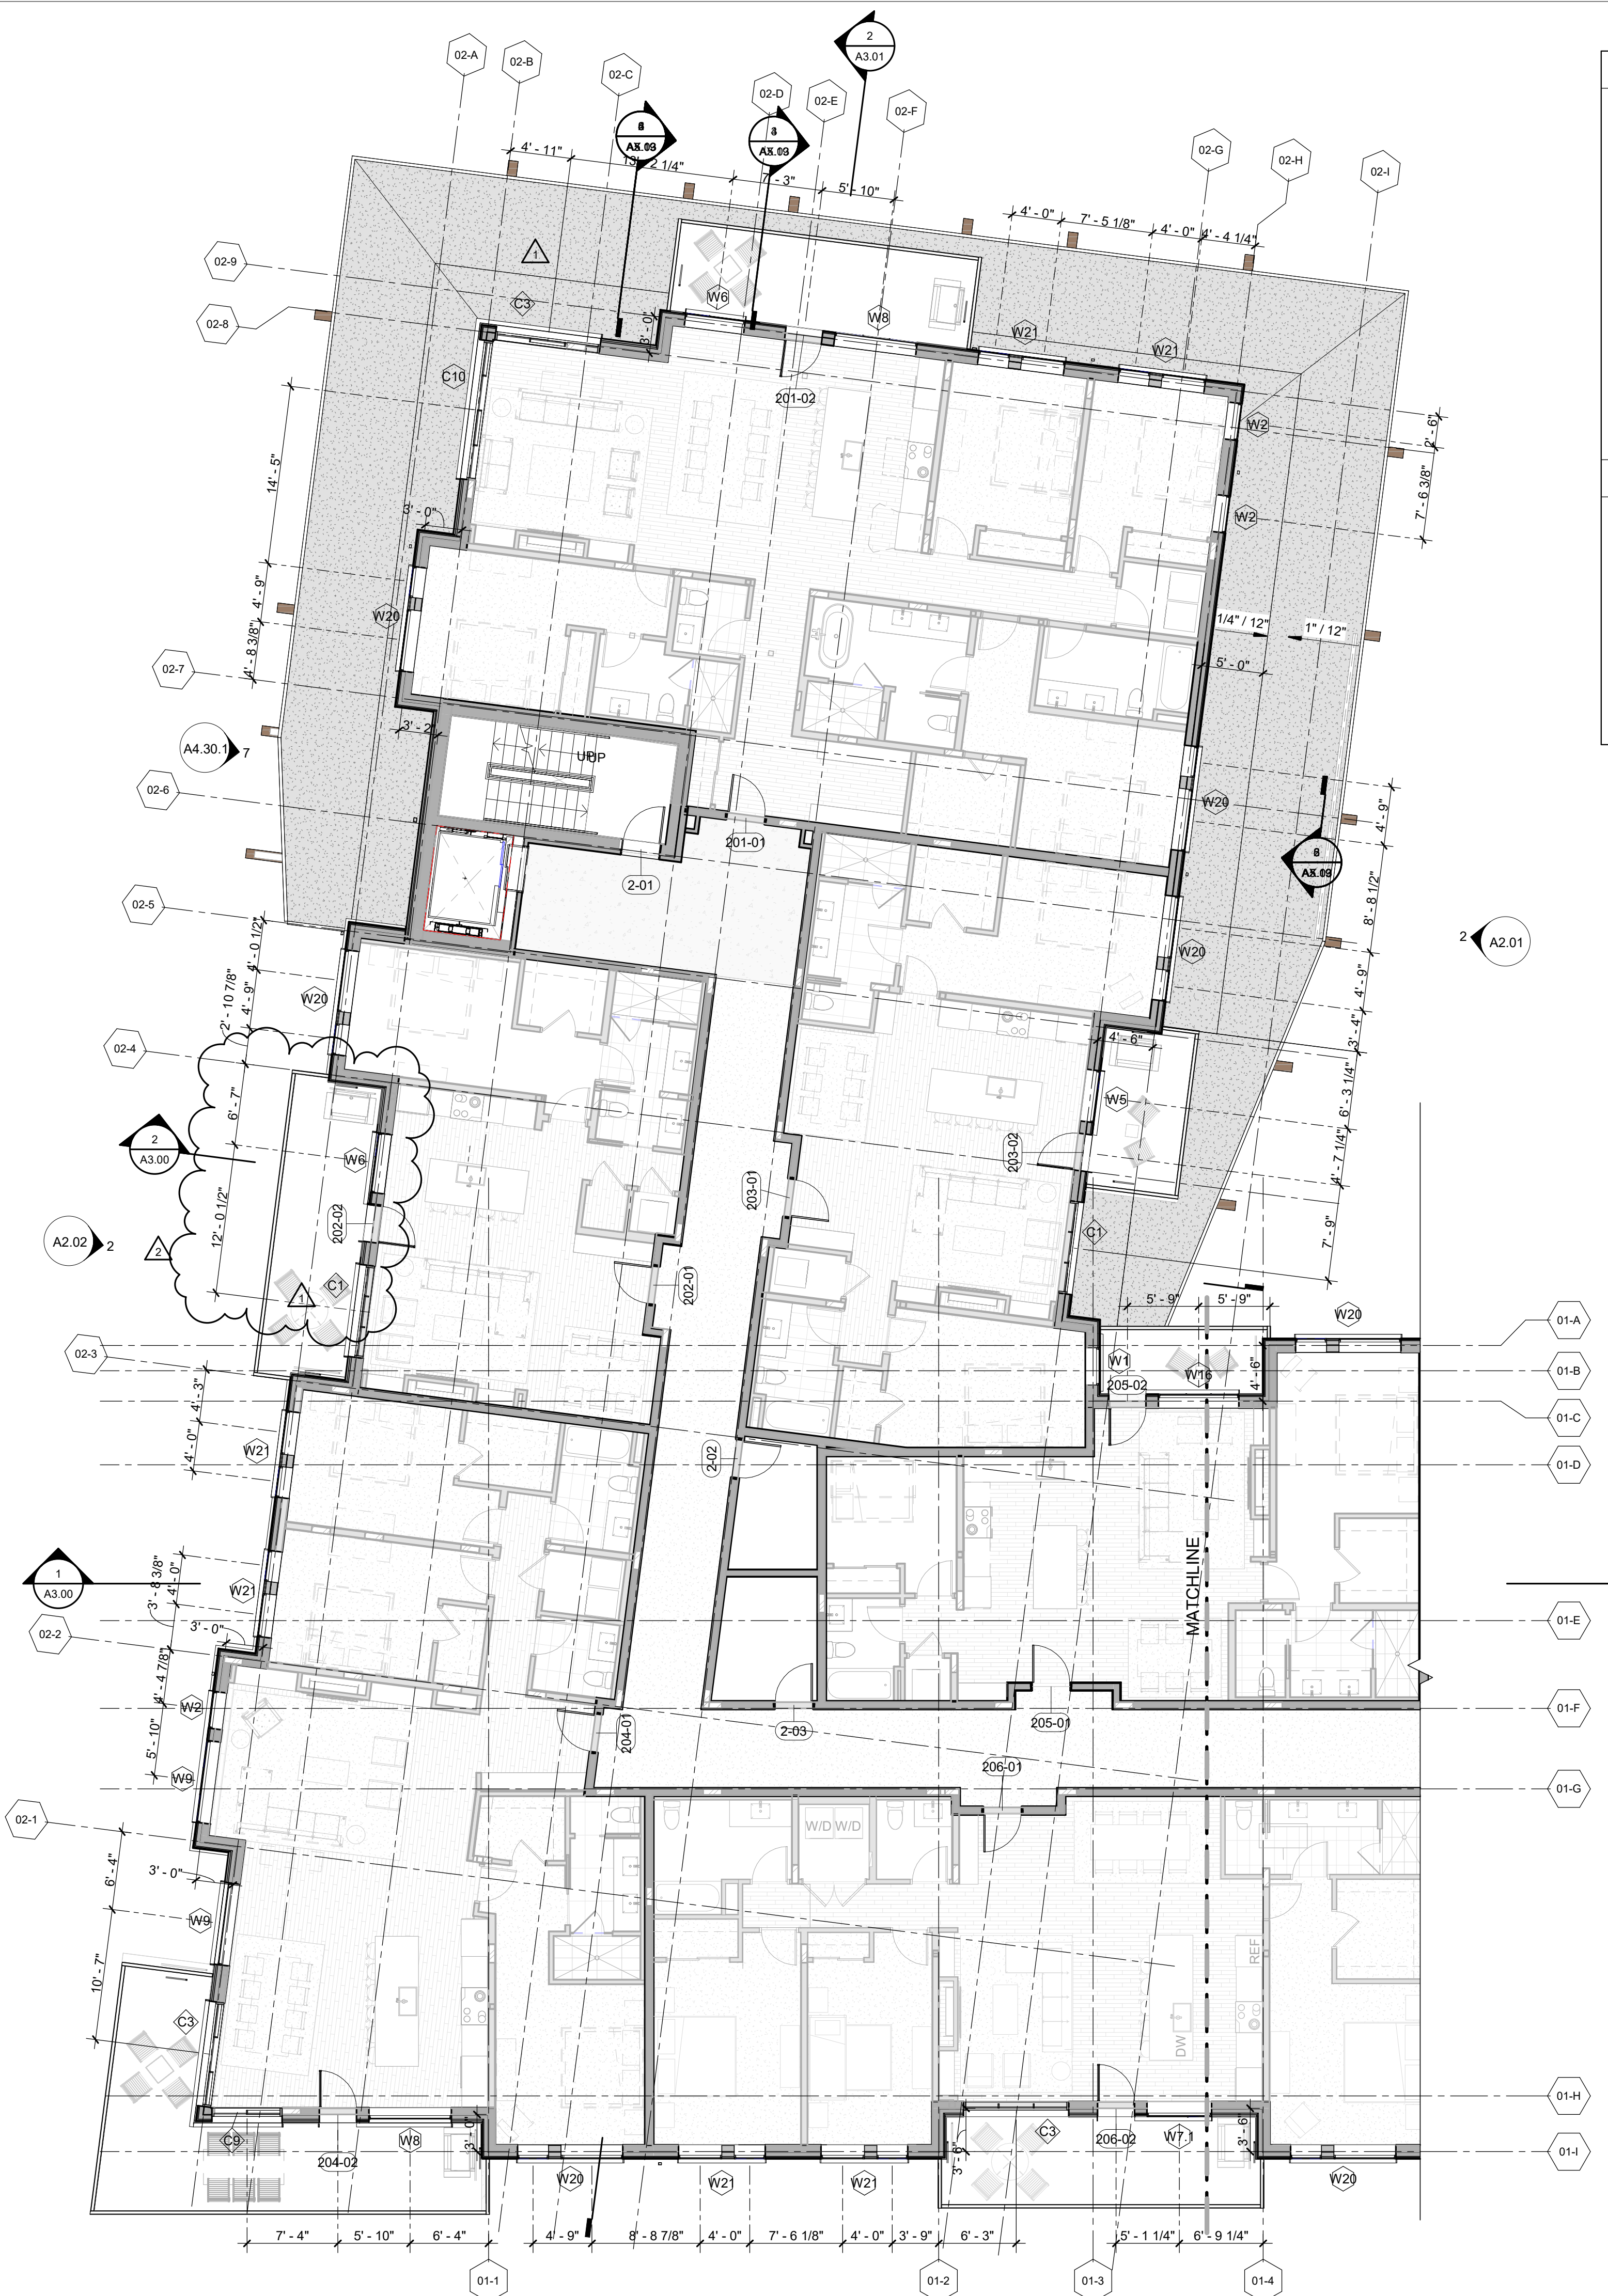 2
A3.01
02-A
02-B
02-C
02-D
02-E
02-F
02-G
02-H
02-I
4' - 11"
7' - 3"
5' - 10"
4' - 0"
7' - 5 1/8"
4' - 0"
4' - 4 1/4"
02-9
02-8
1
C3
W6
W8
W21
W21
3' - 0"
C10
201-02
W2
2' - 6"
7' - 6 3/8"
W2
14' - 5"
3' - 0"
4' - 9"
4' - 8 3/8"
W20
1/4" / 12"
1" / 12"
5' - 0"
02-7
3' - 2"
A4.30.1
7
UP
UP
02-6
W20
4' - 9"
201-01
2-01
8' - 8 1/2"
02-5
4' - 0 1/2"
2
A2.01
W20
4' - 9"
2' - 10 7/8"
4' - 9"
W20
3' - 4"
02-4
4' - 6"
6' - 7"
W5
6' - 3 1/4"
2
A3.00
W6
203-02
4' - 7 1/4"
203-01
12' - 0 1/2"
202-02
A2.02
2
2
C1
7' - 9"
C1
1
202-01
5' - 9"
5' - 9"
W20
01-A
02-3
W1
W16
4' - 6"
205-02
01-B
4' - 3"
4' - 0"
01-C
W21
2-02
01-D
MATCHLINE
1
A3.00
3' - 8 3/8"
4' - 0"
W21
01-E
02-2
3' - 0"
4' - 4 7/8"
W2
01-F
204-01
2-03
205-01
5' - 10"
206-01
W9
01-G
02-1
W/D
W/D
6' - 4"
3' - 0"
W9
REF
10' - 7"
C3
DW
01-H
C9
204-02
W8
3' - 0"
C3
206-02
W7.1
3' - 6"
3' - 6"
01-I
W20
W21
W21
W20
7' - 4"
5' - 10"
6' - 4"
4' - 9"
8' - 8 7/8"
4' - 0"
7' - 6 1/8"
4' - 0"
3' - 9"
6' - 3"
5' - 1 1/4"
6' - 9 1/4"
01-1
01-2
01-3
01-4